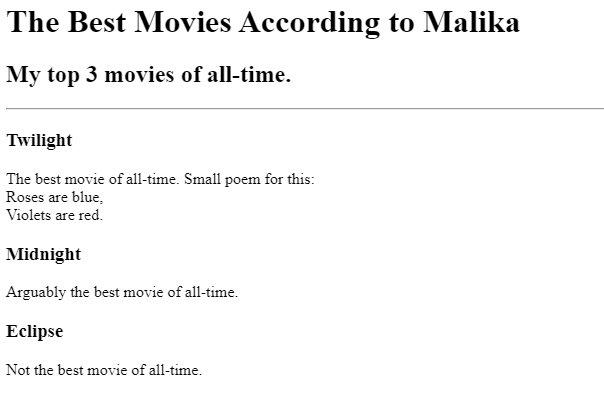 The Best Movies According to Malika
My top 3 movies of all-time.
Twilight
The best movie of all-time. Small poem for this:
Roses are blue,
Violets are red.
Midnight
Arguably the best movie of all-time.
Eclipse
Not the best movie of all-time.